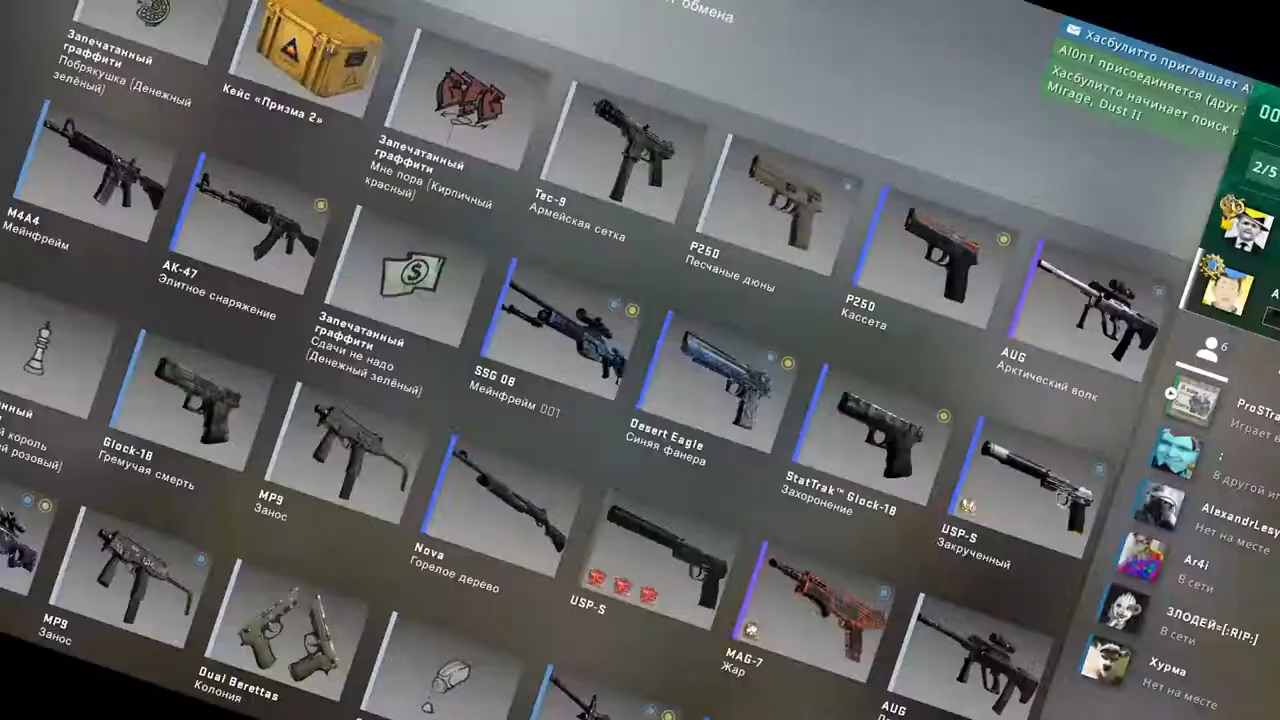 обмена
Запечатанный
граффити
Побрякушка (Денежный
зелёный)
Кейс «Призма 2»
Запечатанный
граффити
Мне пора (Кирпичный
красный)
Tec-9
Армейская сетка
P250
Песчаные дюны
P250
Кассета
AUG
Арктический волк
M4A4
Мейнфрейм
AK-47
Элитное снаряжение
Запечатанный
граффити
Сдачи не надо
(Денежный зелёный)
SSG 08
Мейнфрейм 001
Desert Eagle
Синяя фанера
StatTrak™ Glock-18
Захоронение
USP-S
Закрученный
король
розовый)
Glock-18
Гремучая смерть
MP9
Занос
Nova
Горелое дерево
USP-S
MAG-7
Жар
AUG
MP9
Занос
Dual Berettas
Колония
Хасбулитто приглашает
Al0n1 присоединяется (друг
Хасбулитто начинает поиск
Mirage, Dust II
2/5
6
Играет в
В другой
Нет на месте
Ar4i
В сети
ЗЛОДЕЙ=[:RIP:]
В сети
Хурма
Нет на месте